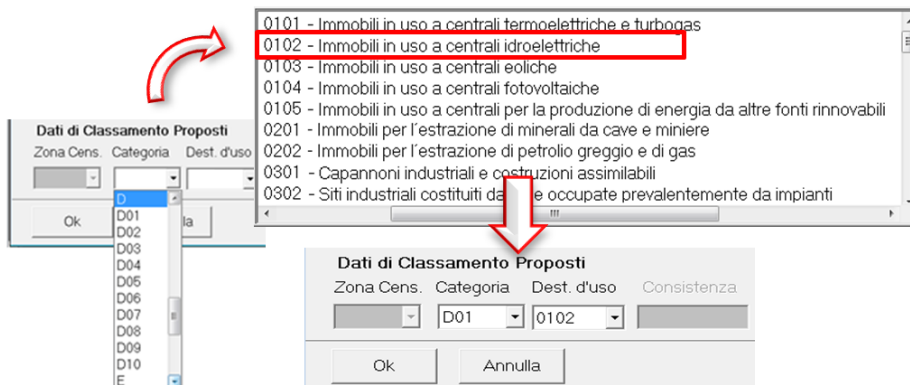 0101 - Immobili in uso a centrali termoelettriche e turbogas
0102 - Immobili in uso a centrali idroelettriche
0103 - Immobili in uso a centrali eoliche
0104 - Immobili in uso a centrali fotovoltaiche
0105 - Immobili in uso a centrali per la produzione di energia da altre fonti rinnovabili
0201 - Immobili per l´estrazione di minerali da cave e miniere
0202 - Immobili per l´estrazione di petrolio greggio e di gas
0301 - Capannoni industriali e costruzioni assimilabili
0302 - Siti industriali costituiti da e occupate prevalentemente da impianti
Dati di Classamento Proposti
Zona Cens. Categoria Dest. d'uso
Ok la
D
D01
D02
D03
D04
D05
D06
D07
D08
D09
D10
E
Dati di Classamento Proposti
Zona Cens. Categoria Dest. d'uso Consistenza
D01 0102
Ok Annulla